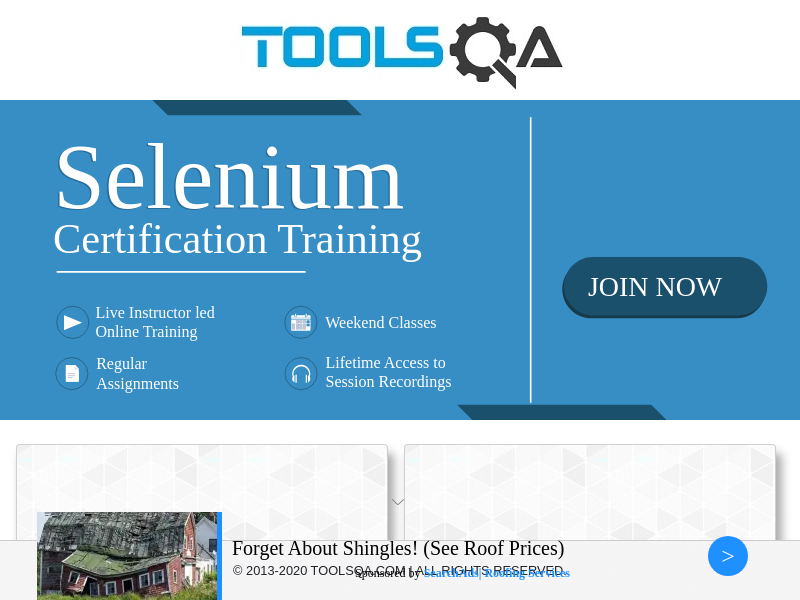 TOOLSQA
Selenium
Certification Training
Live Instructor led
Online Training
Weekend Classes
Regular
Assignments
Lifetime Access to
Session Recordings
JOIN NOW
Forget About Shingles! (See Roof Prices)
>
© 2013-2020 TOOLSQA.COM | ALL RIGHTS RESERVED.
Sponsored by SearchAds| Roofing Services